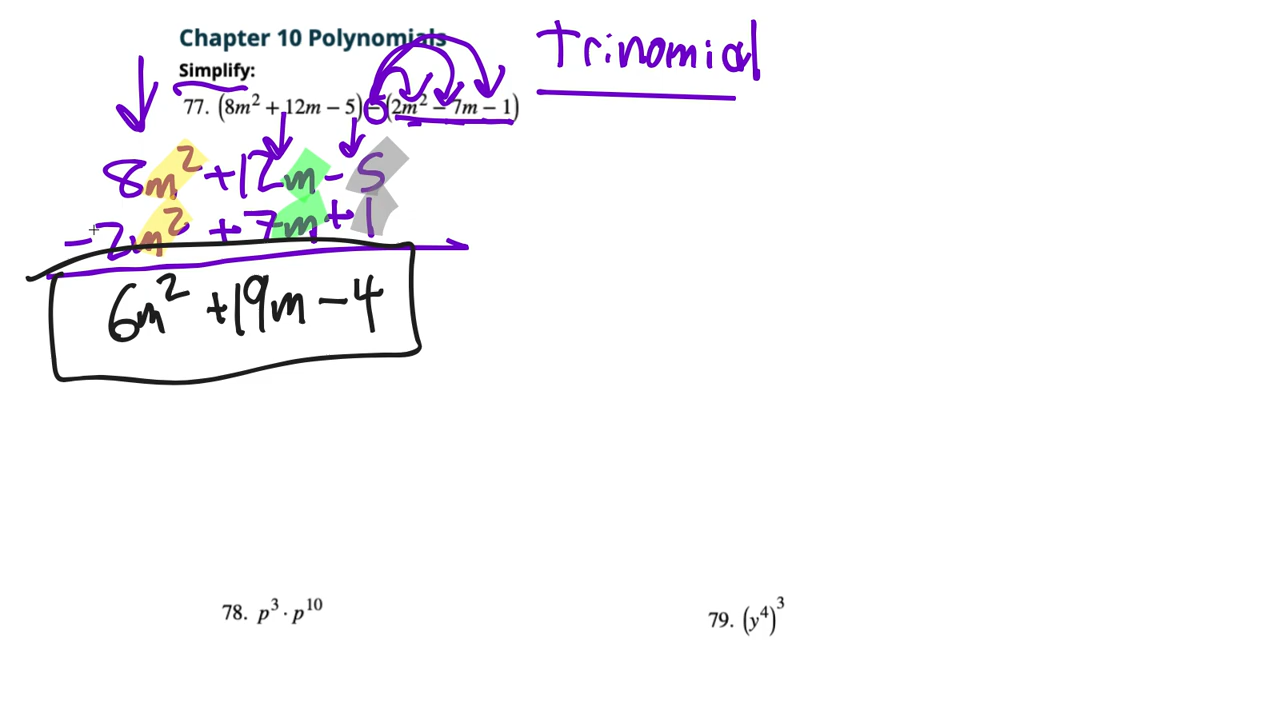 Chapter 10 Polynomials
Trinomial
Simplify:
77. (8m² + 12m − 5) − (2m² − 7m − 1)
8m² + 12m − 5
−2m² + 7m + 1
6m² + 19m − 4
78. p³ · p¹⁰
79. (y⁴)³